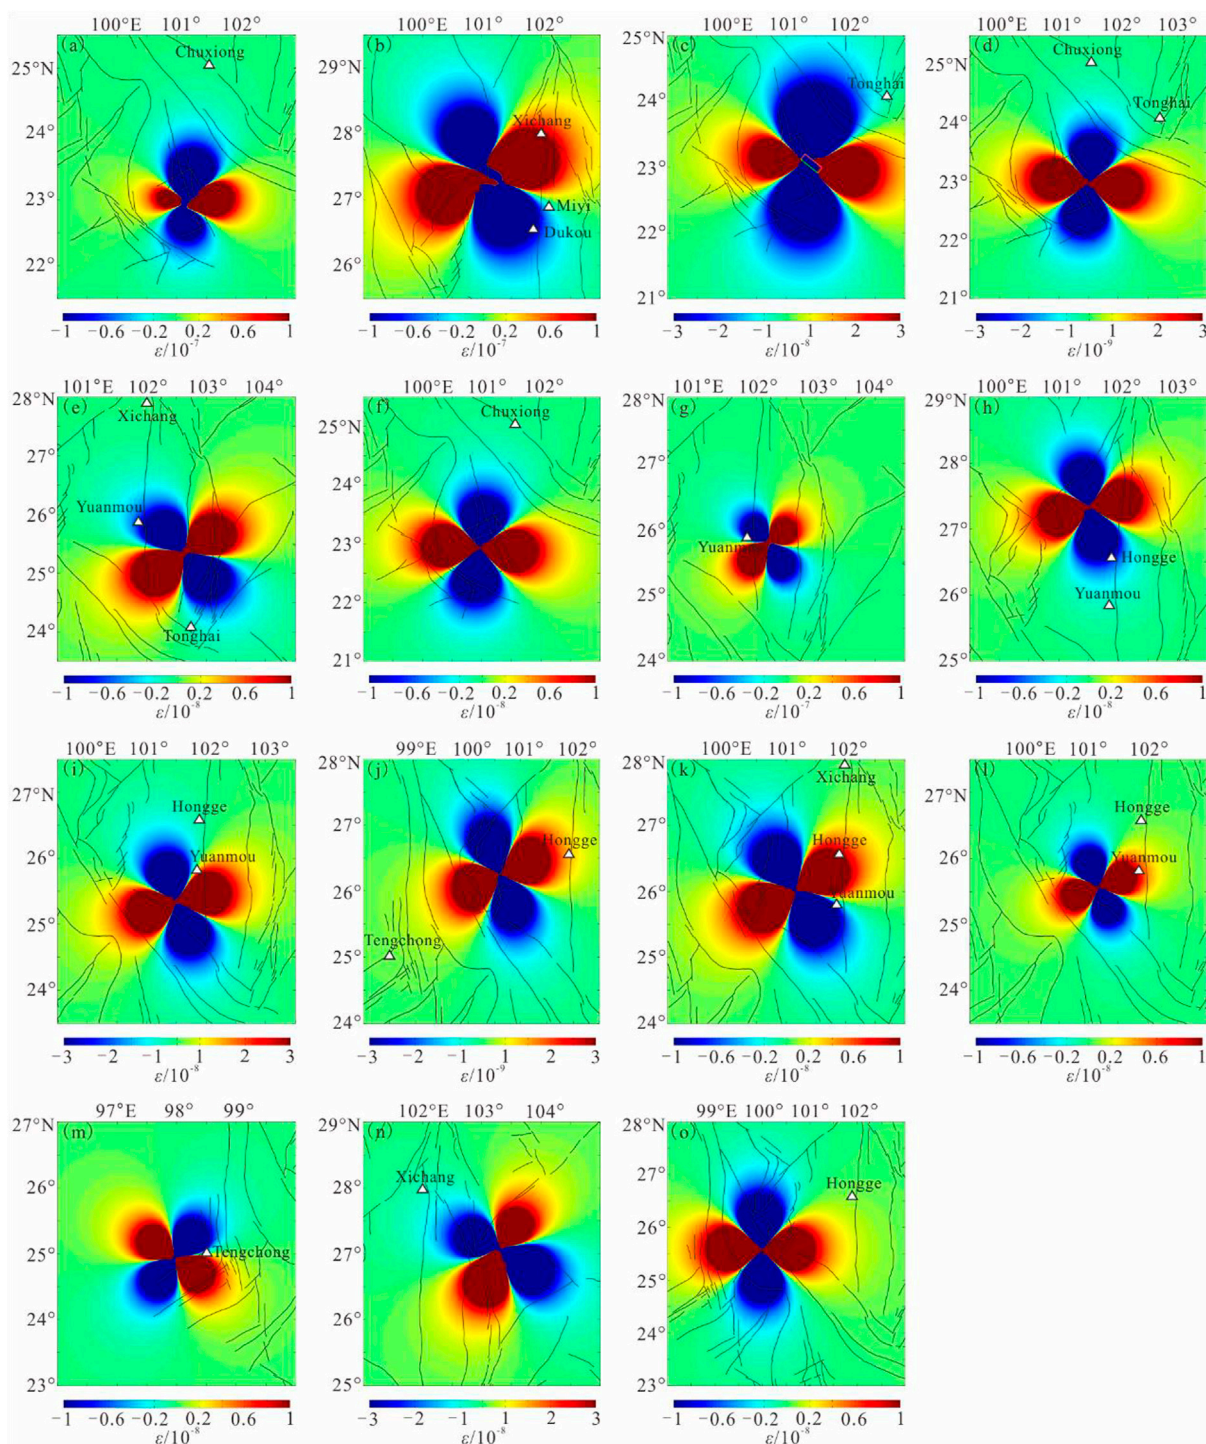 100°E 101° 102° 100°E 101° 102° 100°E 101° 102° 100°E 101° 102° 103°
(a) Chuxiong
25°N
24°
23°
22°
-1 -0.6 -0.2 0.2 0.6 1
ε/10⁻⁷
(b)
29°N
28° Xichang
27° Miyi
Dukou
26°
-1 -0.6 -0.2 0.2 0.6 1
ε/10⁻⁷
(c)
25°N
Tonghai
24°
23°
22°
21°
-3 -2 -1 1 2 3
ε/10⁻⁸
(d) Chuxiong
25°N
Tonghai
24°
23°
22°
21°
-3 -2 -1 1 2 3
ε/10⁻⁹
101°E 102° 103° 104° 100°E 101° 102° 101°E 102° 103° 104° 100°E 101° 102° 103°
(e)
28°N
Xichang
27°
Yuanmou
26°
25°
24° Tonghai
-1 -0.6 -0.2 0.2 0.6 1
ε/10⁻⁸
(f) Chuxiong
25°N
24°
23°
22°
21°
-1 -0.6 -0.2 0.2 0.6 1
ε/10⁻⁸
(g)
28°N
27°
26°
25°
24°
-1 -0.6 -0.2 0.2 0.6 1
ε/10⁻⁷
(h)
29°N
28°
27°
Hongge
26° Yuanmou
25°
-1 -0.6 -0.2 0.2 0.6 1
ε/10⁻⁸
100°E 101° 102° 103° 99°E 100° 101° 102° 100°E 101° 102° 100°E 101° 102°
(i)
27°N
Hongge
26° Yuanmou
25°
24°
-3 -2 -1 1 2 3
ε/10⁻⁸
(j)
28°N
27°
Hongge
26°
Tengchong
25°
24°
-3 -2 -1 1 2 3
ε/10⁻⁹
(k)
28°N
Xichang
27°
Hongge
26° Yuanmou
25°
24°
-1 -0.6 -0.2 0.2 0.6 1
ε/10⁻⁸
(l)
27°N
Hongge
26° Yuanmou
25°
24°
-1 -0.6 -0.2 0.2 0.6 1
ε/10⁻⁸
97°E 98° 99° 102°E 103° 104° 99°E 100° 101° 102°
(m)
27°N
26°
25° Tengchong
24°
23°
-1 -0.6 -0.2 0.2 0.6 1
ε/10⁻⁸
(n)
29°N
Xichang
28°
27°
26°
25°
-3 -2 -1 1 2 3
ε/10⁻⁸
(o)
28°N
27°
Hongge
26°
25°
24°
23°
-1 -0.6 -0.2 0.2 0.6 1
ε/10⁻⁸